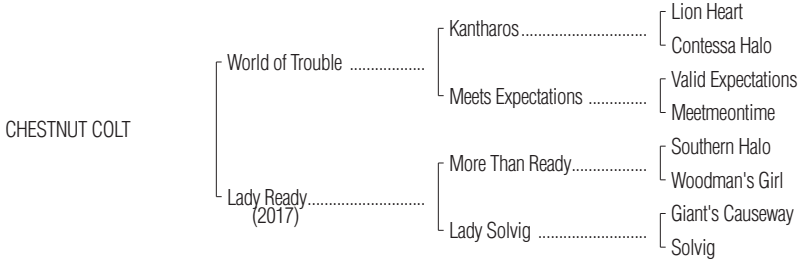 Lion Heart
Kantharos..............................
Contessa Halo
World of Trouble ..................
Valid Expectations
Meets Expectations ..............
Meetmeontime
CHESTNUT COLT
Southern Halo
More Than Ready..................
Woodman's Girl
Lady Ready............................
(2017)
Giant's Causeway
Lady Solvig ..........................
Solvig